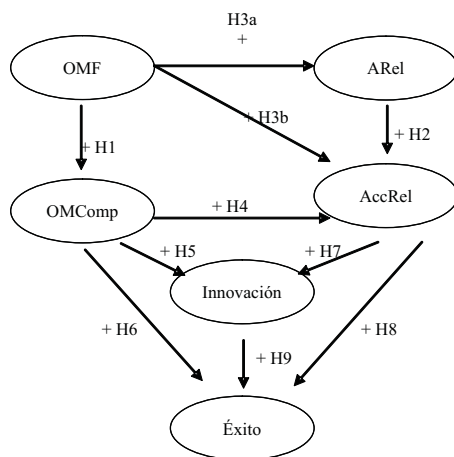 H3a
+
OMF
ARel
+ H3b
+ H1
+ H2
OMComp
AccRel
+ H4
+ H5
+ H7
Innovación
+ H6
+ H8
+ H9
Éxito